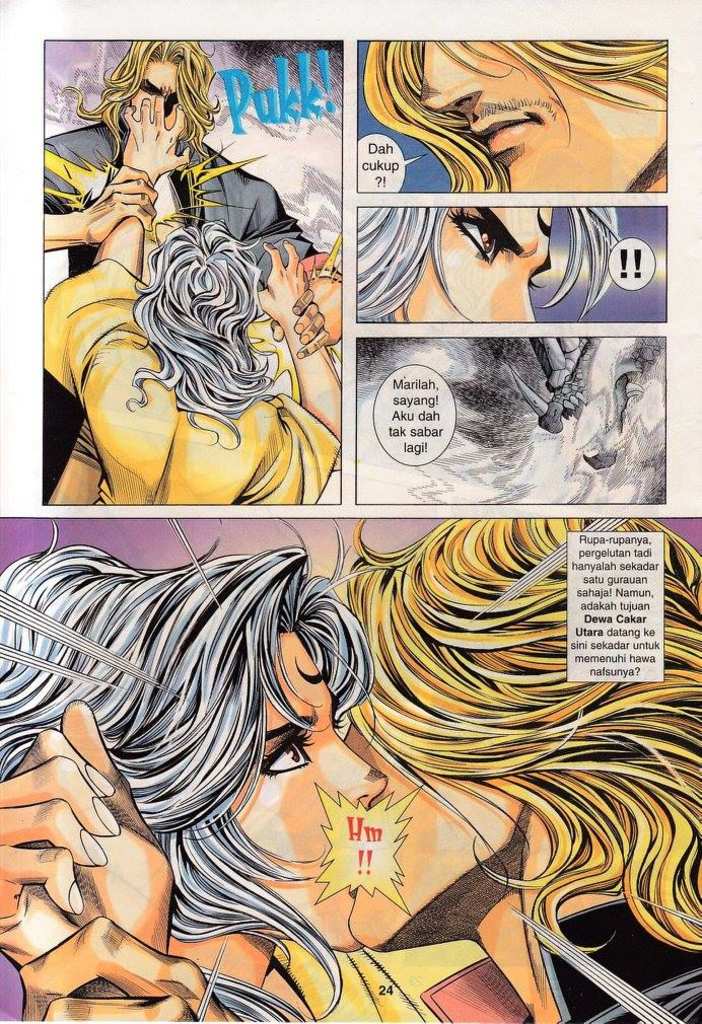 Pukk!
Dah
cukup
?!
!!
Marilah,
sayang!
Aku dah
tak sabar
lagi!
Rupa-rupanya,
pergelutan tadi
hanyalah sekadar
satu gurauan
sahaja! Namun,
adakah tujuan
Dewa Cakar
Utara datang ke
sini sekadar untuk
memenuhi hawa
nafsunya?
Hm
!!
24